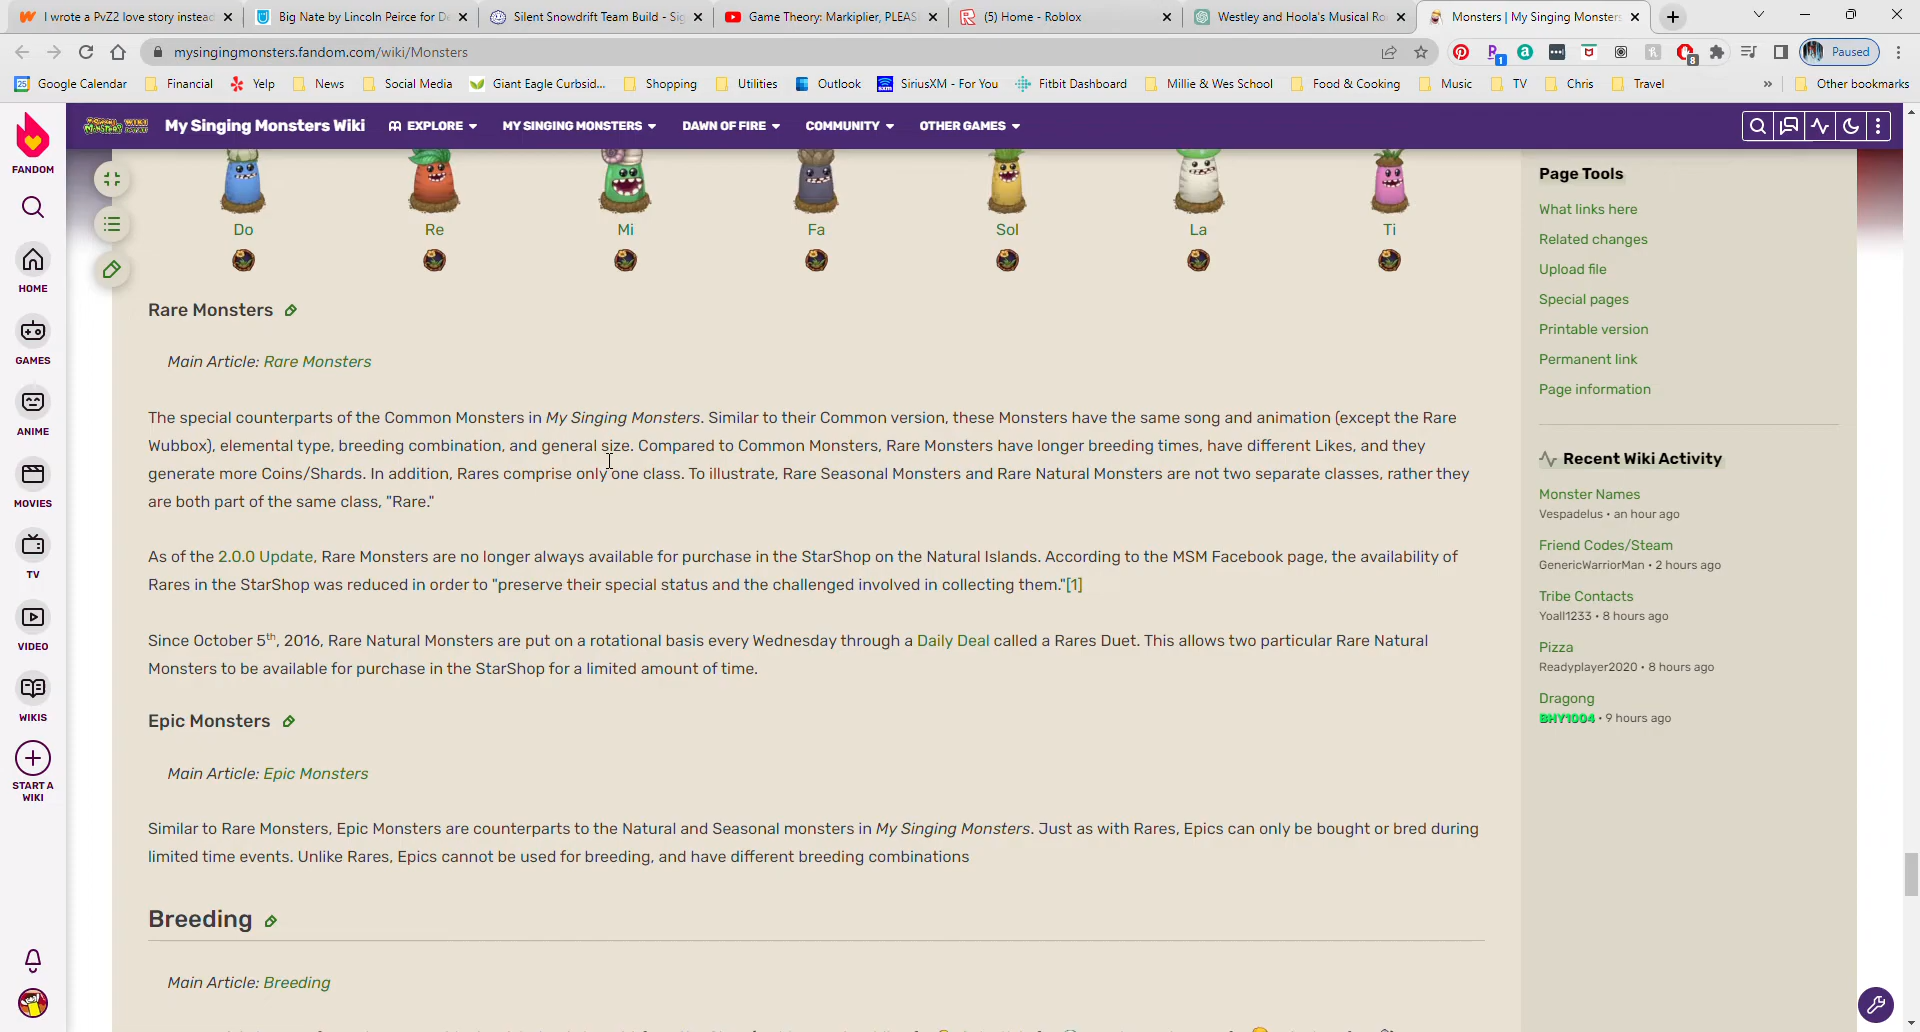 I wrote a PvZ2 love story instead
Big Nate by Lincoln Peirce for De
Silent Snowdrift Team Build - Sig
Game Theory: Markiplier, PLEAS
(5) Home - Roblox
Westley and Hoola's Musical Ro
Monsters | My Singing Monsters
mysingingmonsters.fandom.com/wiki/Monsters
1
8
Paused
Google Calendar Financial Yelp News Social Media Giant Eagle Curbsid... Shopping Utilities Outlook SiriusXM - For You Fitbit Dashboard Millie & Wes School Food & Cooking Music TV Chris Travel » Other bookmarks
My Singing Monsters Wiki EXPLORE MY SINGING MONSTERS DAWN OF FIRE COMMUNITY OTHER GAMES
FANDOM
HOME
GAMES
ANIME
MOVIES
TV
VIDEO
WIKIS
START A
WIKI
Do Re Mi Fa Sol La Ti
Rare Monsters
Main Article: Rare Monsters
The special counterparts of the Common Monsters in My Singing Monsters. Similar to their Common version, these Monsters have the same song and animation (except the Rare
Wubbox), elemental type, breeding combination, and general size. Compared to Common Monsters, Rare Monsters have longer breeding times, have different Likes, and they
generate more Coins/Shards. In addition, Rares comprise only one class. To illustrate, Rare Seasonal Monsters and Rare Natural Monsters are not two separate classes, rather they
are both part of the same class, "Rare."
As of the 2.0.0 Update, Rare Monsters are no longer always available for purchase in the StarShop on the Natural Islands. According to the MSM Facebook page, the availability of
Rares in the StarShop was reduced in order to "preserve their special status and the challenged involved in collecting them."[1]
Since October 5th, 2016, Rare Natural Monsters are put on a rotational basis every Wednesday through a Daily Deal called a Rares Duet. This allows two particular Rare Natural
Monsters to be available for purchase in the StarShop for a limited amount of time.
Epic Monsters
Main Article: Epic Monsters
Similar to Rare Monsters, Epic Monsters are counterparts to the Natural and Seasonal monsters in My Singing Monsters. Just as with Rares, Epics can only be bought or bred during
limited time events. Unlike Rares, Epics cannot be used for breeding, and have different breeding combinations
Breeding
Main Article: Breeding
Page Tools
What links here
Related changes
Upload file
Special pages
Printable version
Permanent link
Page information
Recent Wiki Activity
Monster Names
Vespadelus • an hour ago
Friend Codes/Steam
GenericWarriorMan • 2 hours ago
Tribe Contacts
Yoall1233 • 8 hours ago
Pizza
Readyplayer2020 • 8 hours ago
Dragong
BHY1004 • 9 hours ago